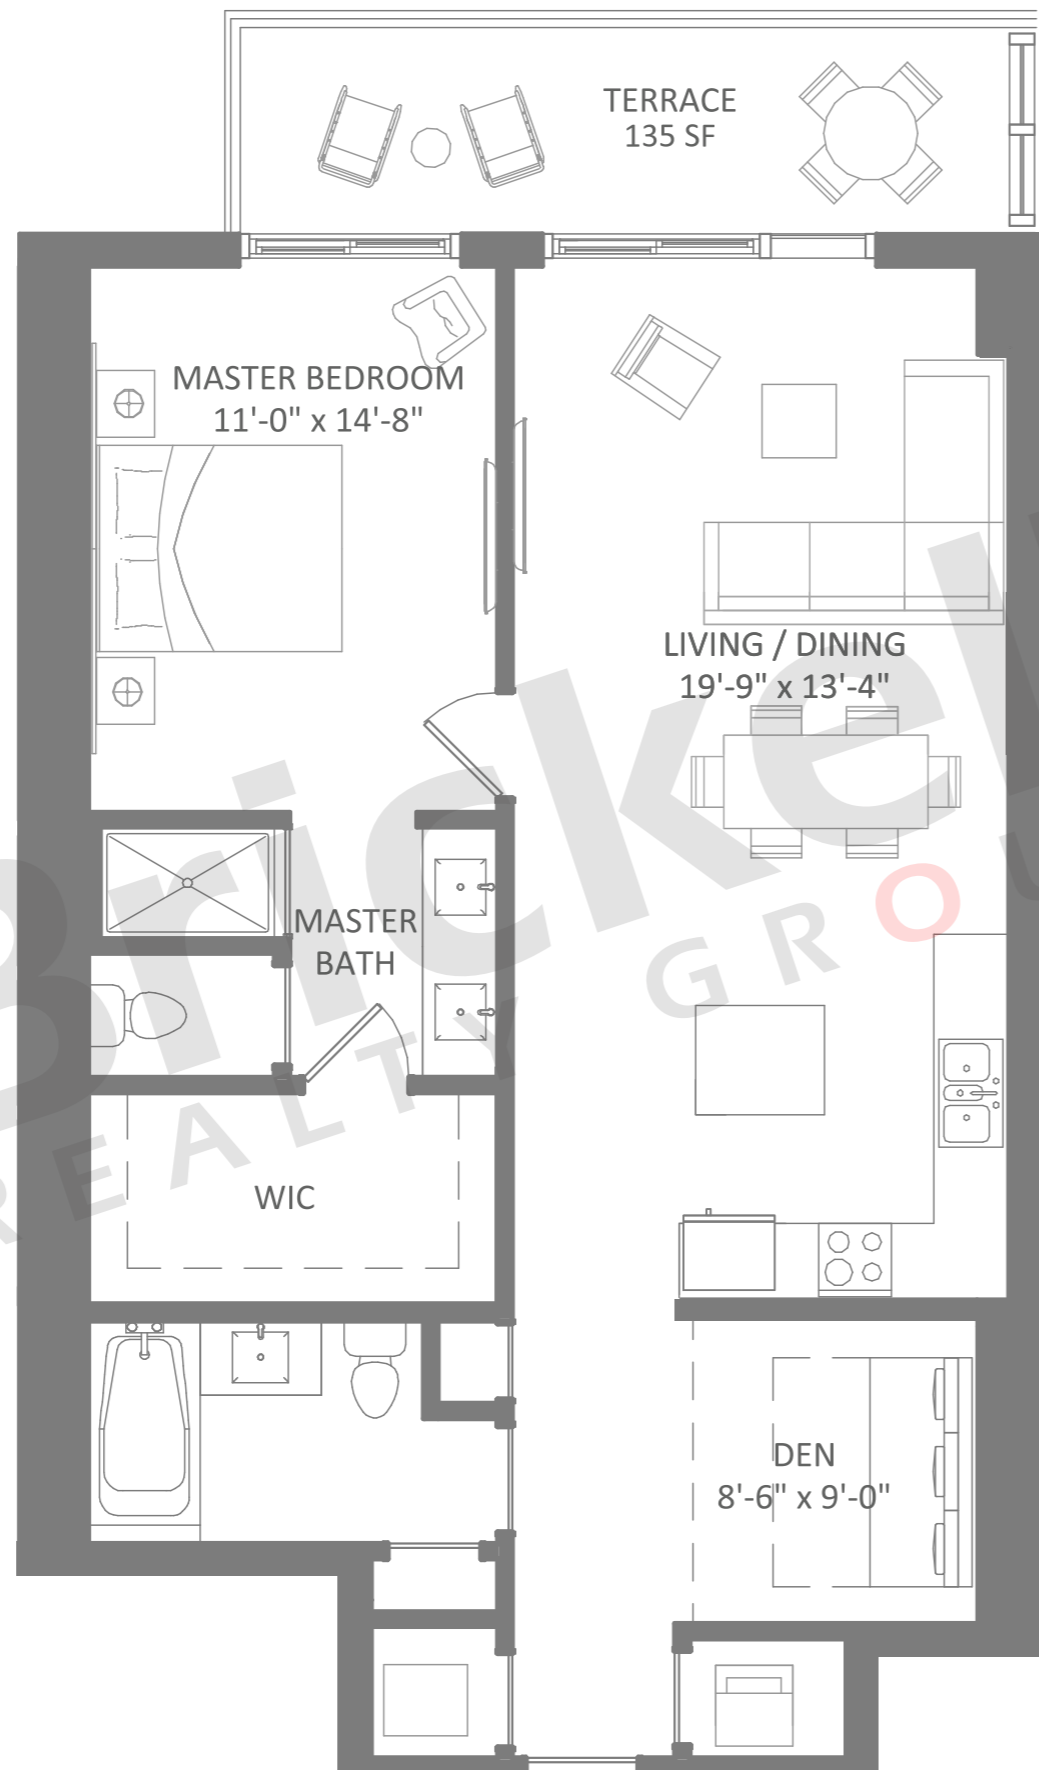 TERRACE
135 SF
MASTER BEDROOM
11'-0" x 14'-8"
LIVING / DINING
19'-9" x 13'-4"
MASTER
BATH
WIC
DEN
8'-6" x 9'-0"
Brickell
REALTY GROU